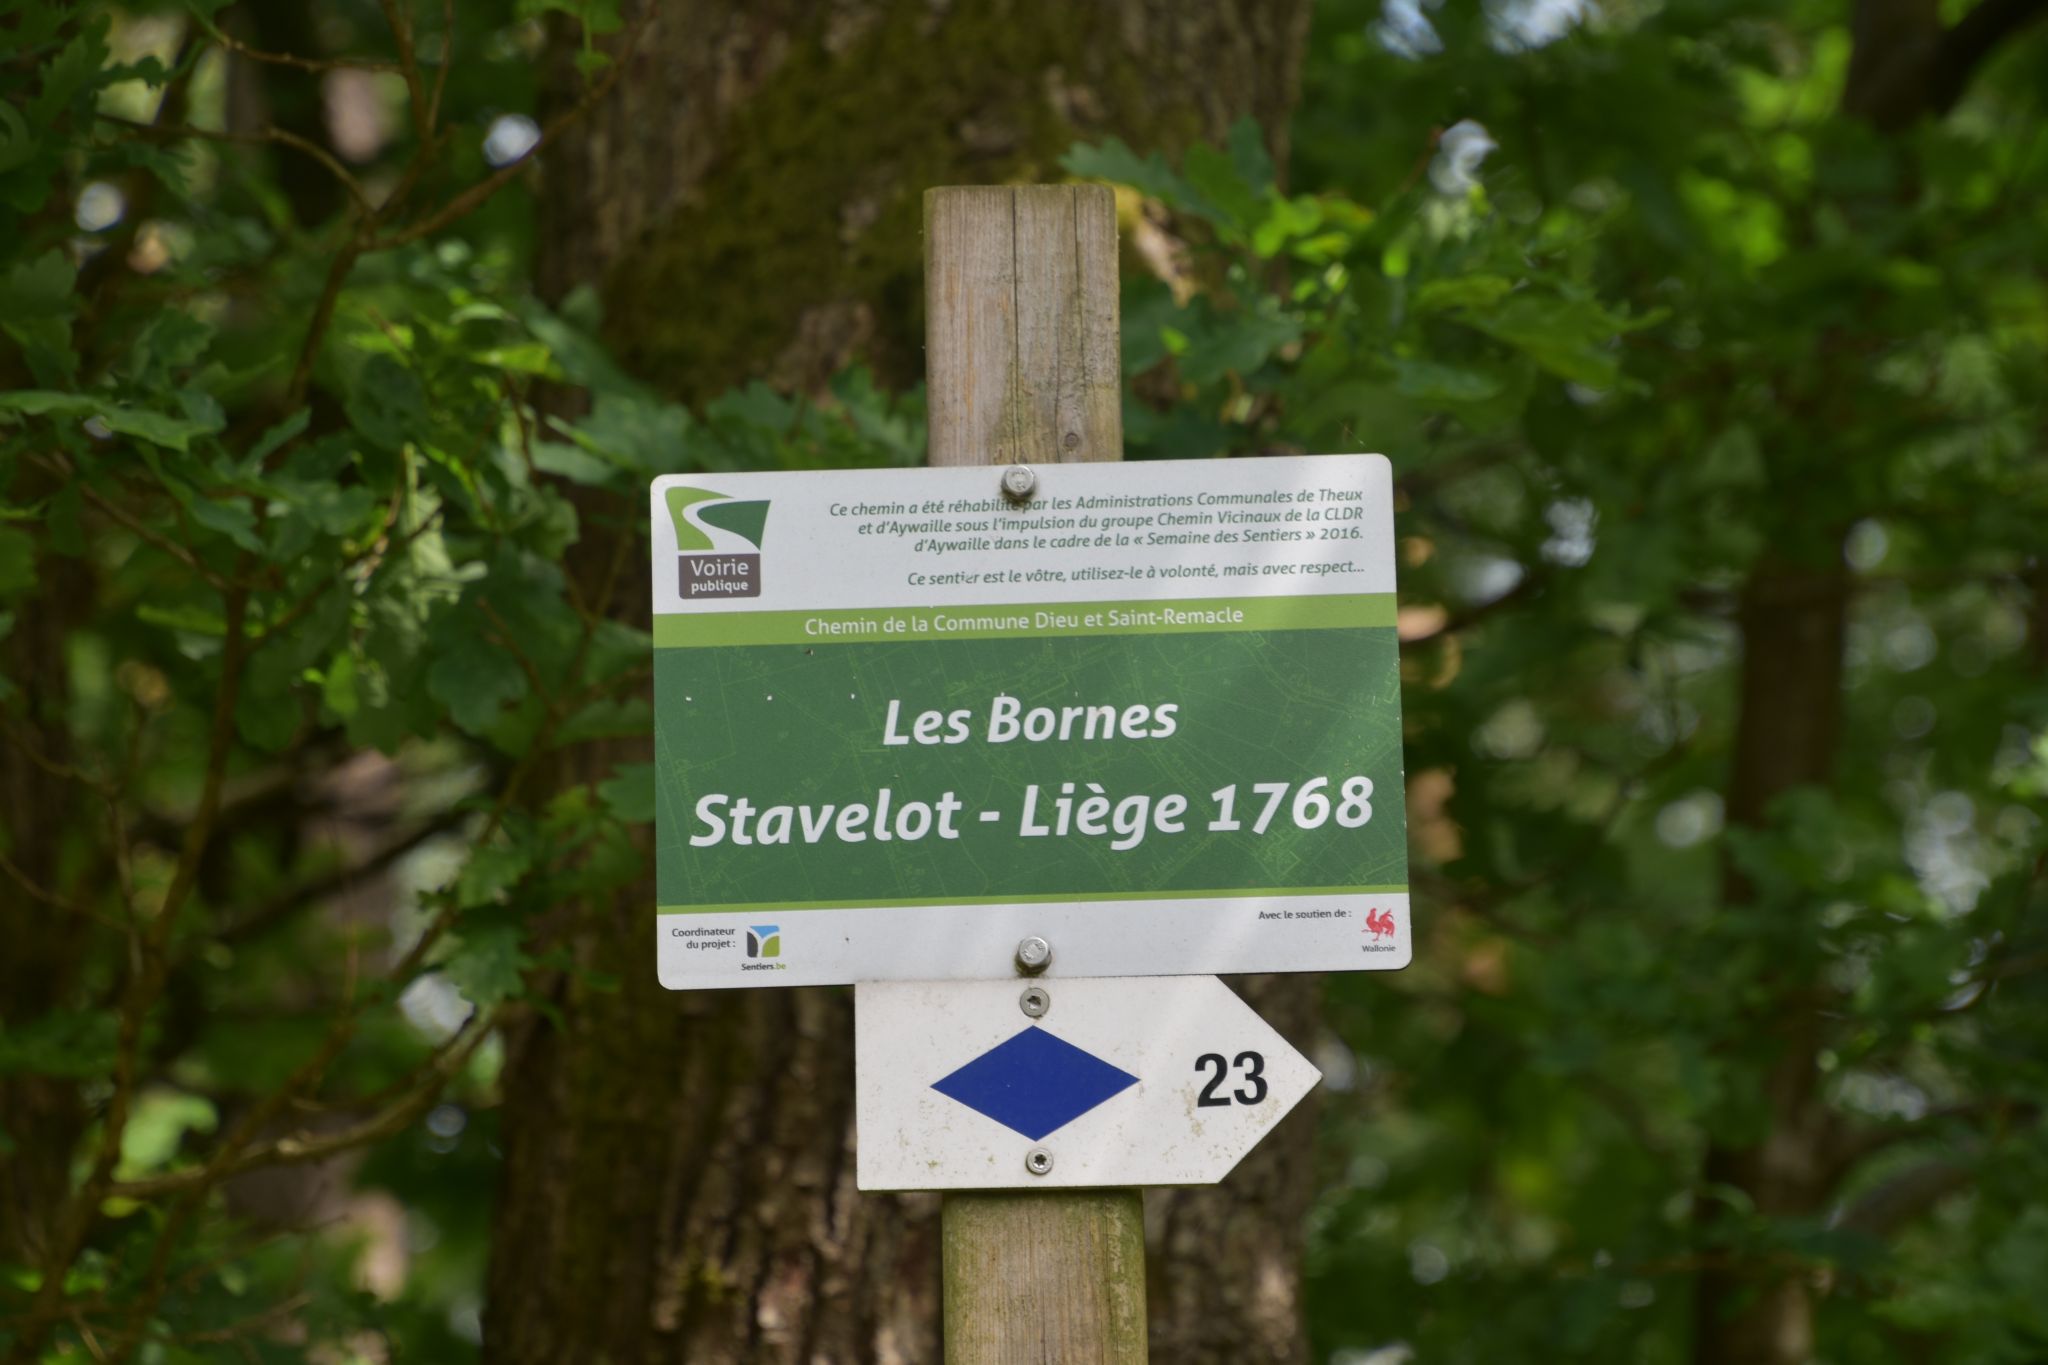 Ce chemin a été réhabilité par les Administrations Communales de Theux
et d'Aywaille sous l'impulsion du groupe Chemin Vicinaux de la CLDR
d'Aywaille dans le cadre de la « Semaine des Sentiers » 2016.
Ce sentier est le vôtre, utilisez-le à volonté, mais avec respect...
Voirie
publique
Chemin de la Commune Dieu et Saint-Remacle
Les Bornes
Stavelot - Liège 1768
Coordinateur
du projet :
Sentiers.be
Avec le soutien de :
Wallonie
23